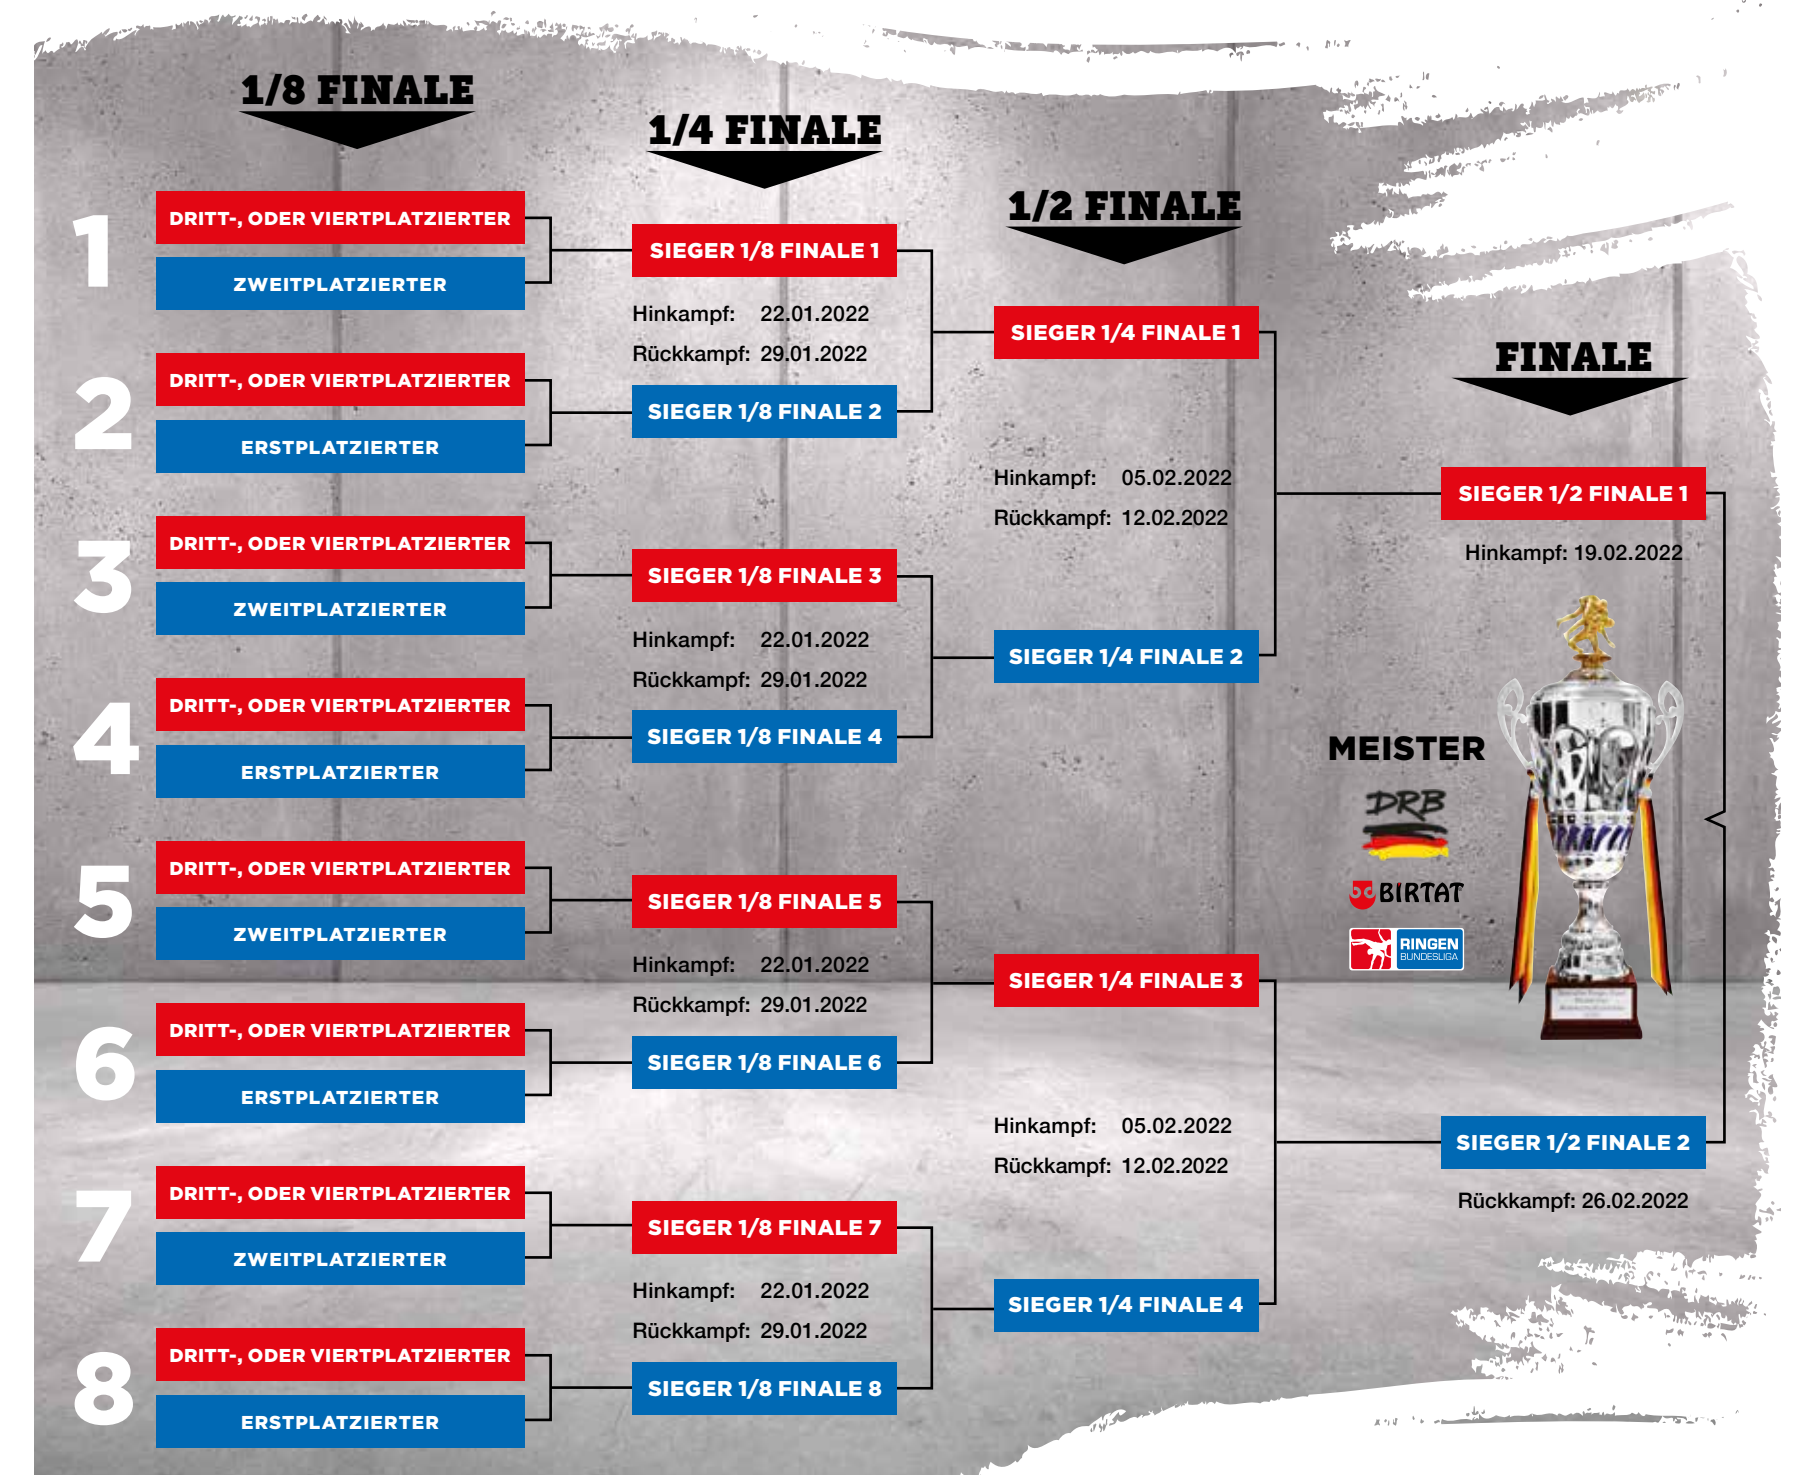 1/8 FINALE
1/4 FINALE
1/2 FINALE
FINALE
1
DRITT-, ODER VIERTPLATZIERTER
ZWEITPLATZIERTER
2
DRITT-, ODER VIERTPLATZIERTER
ERSTPLATZIERTER
3
DRITT-, ODER VIERTPLATZIERTER
ZWEITPLATZIERTER
4
DRITT-, ODER VIERTPLATZIERTER
ERSTPLATZIERTER
5
DRITT-, ODER VIERTPLATZIERTER
ZWEITPLATZIERTER
6
DRITT-, ODER VIERTPLATZIERTER
ERSTPLATZIERTER
7
DRITT-, ODER VIERTPLATZIERTER
ZWEITPLATZIERTER
8
DRITT-, ODER VIERTPLATZIERTER
ERSTPLATZIERTER
SIEGER 1/8 FINALE 1
Hinkampf: 22.01.2022
Rückkampf: 29.01.2022
SIEGER 1/8 FINALE 2
SIEGER 1/8 FINALE 3
Hinkampf: 22.01.2022
Rückkampf: 29.01.2022
SIEGER 1/8 FINALE 4
SIEGER 1/8 FINALE 5
Hinkampf: 22.01.2022
Rückkampf: 29.01.2022
SIEGER 1/8 FINALE 6
SIEGER 1/8 FINALE 7
Hinkampf: 22.01.2022
Rückkampf: 29.01.2022
SIEGER 1/8 FINALE 8
SIEGER 1/4 FINALE 1
Hinkampf: 05.02.2022
Rückkampf: 12.02.2022
SIEGER 1/4 FINALE 2
SIEGER 1/4 FINALE 3
Hinkampf: 05.02.2022
Rückkampf: 12.02.2022
SIEGER 1/4 FINALE 4
SIEGER 1/2 FINALE 1
Hinkampf: 19.02.2022
MEISTER
DRB
BIRTAT
RINGEN
BUNDESLIGA
SIEGER 1/2 FINALE 2
Rückkampf: 26.02.2022